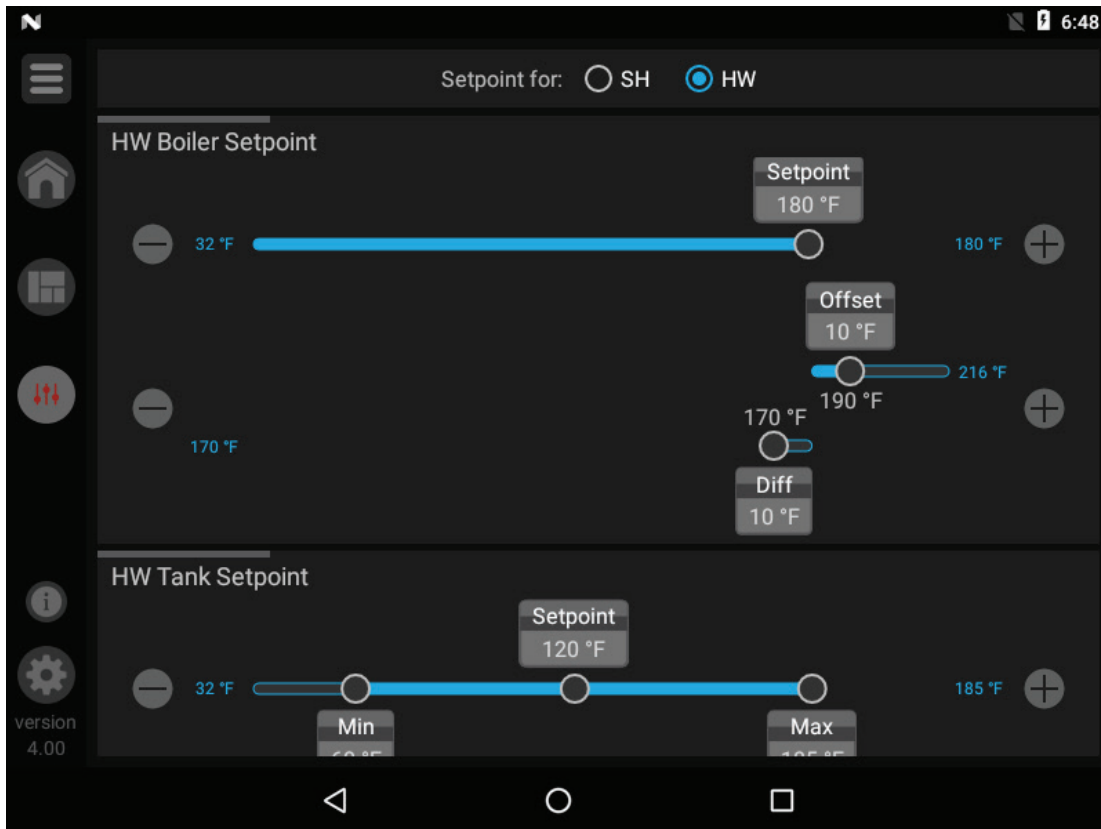 6:48
Setpoint for: SH HW
HW Boiler Setpoint
Setpoint
180 °F
32 °F
180 °F
Offset
10 °F
216 °F
190 °F
170 °F
170 °F
Diff
10 °F
HW Tank Setpoint
Setpoint
120 °F
32 °F
185 °F
Min
Max
version
4.00